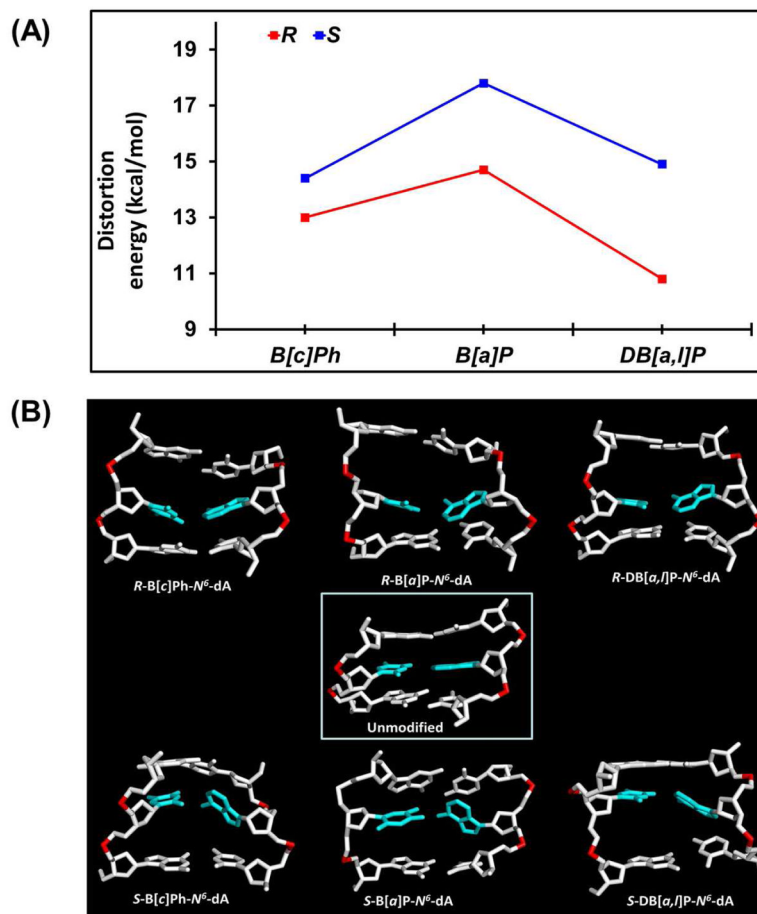 (A)
R S
19
17
15
13
11
9
Distortion
energy (kcal/mol)
B[c]Ph B[a]P DB[a,l]P
(B)
R-B[c]Ph-N⁶-dA R-B[a]P-N⁶-dA R-DB[a,l]P-N⁶-dA
Unmodified
S-B[c]Ph-N⁶-dA S-B[a]P-N⁶-dA S-DB[a,l]P-N⁶-dA